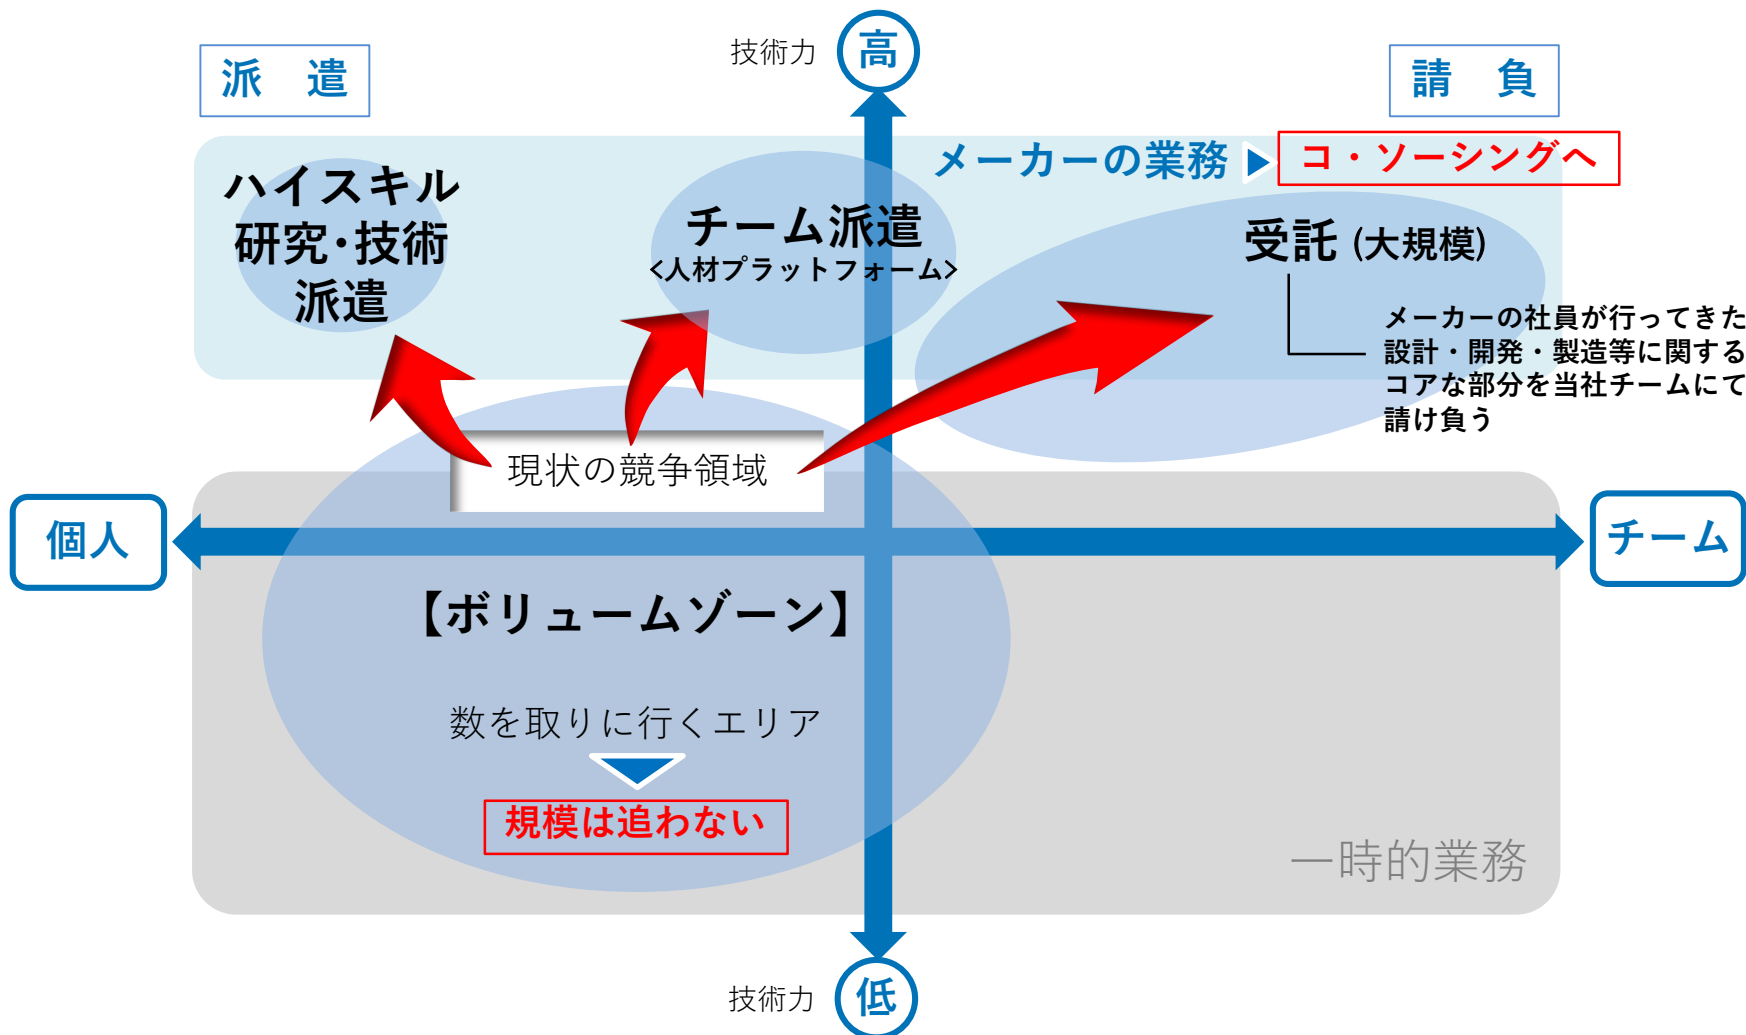 技術力
高
派　遣
請　負
メーカーの業務
コ・ソーシングへ
ハイスキル
研究・技術
派遣
チーム派遣
<人材プラットフォーム>
受託 (大規模)
メーカーの社員が行ってきた
設計・開発・製造等に関する
コアな部分を当社チームにて
請け負う
現状の競争領域
個人
チーム
【ボリュームゾーン】
数を取りに行くエリア
規模は追わない
一時的業務
技術力
低